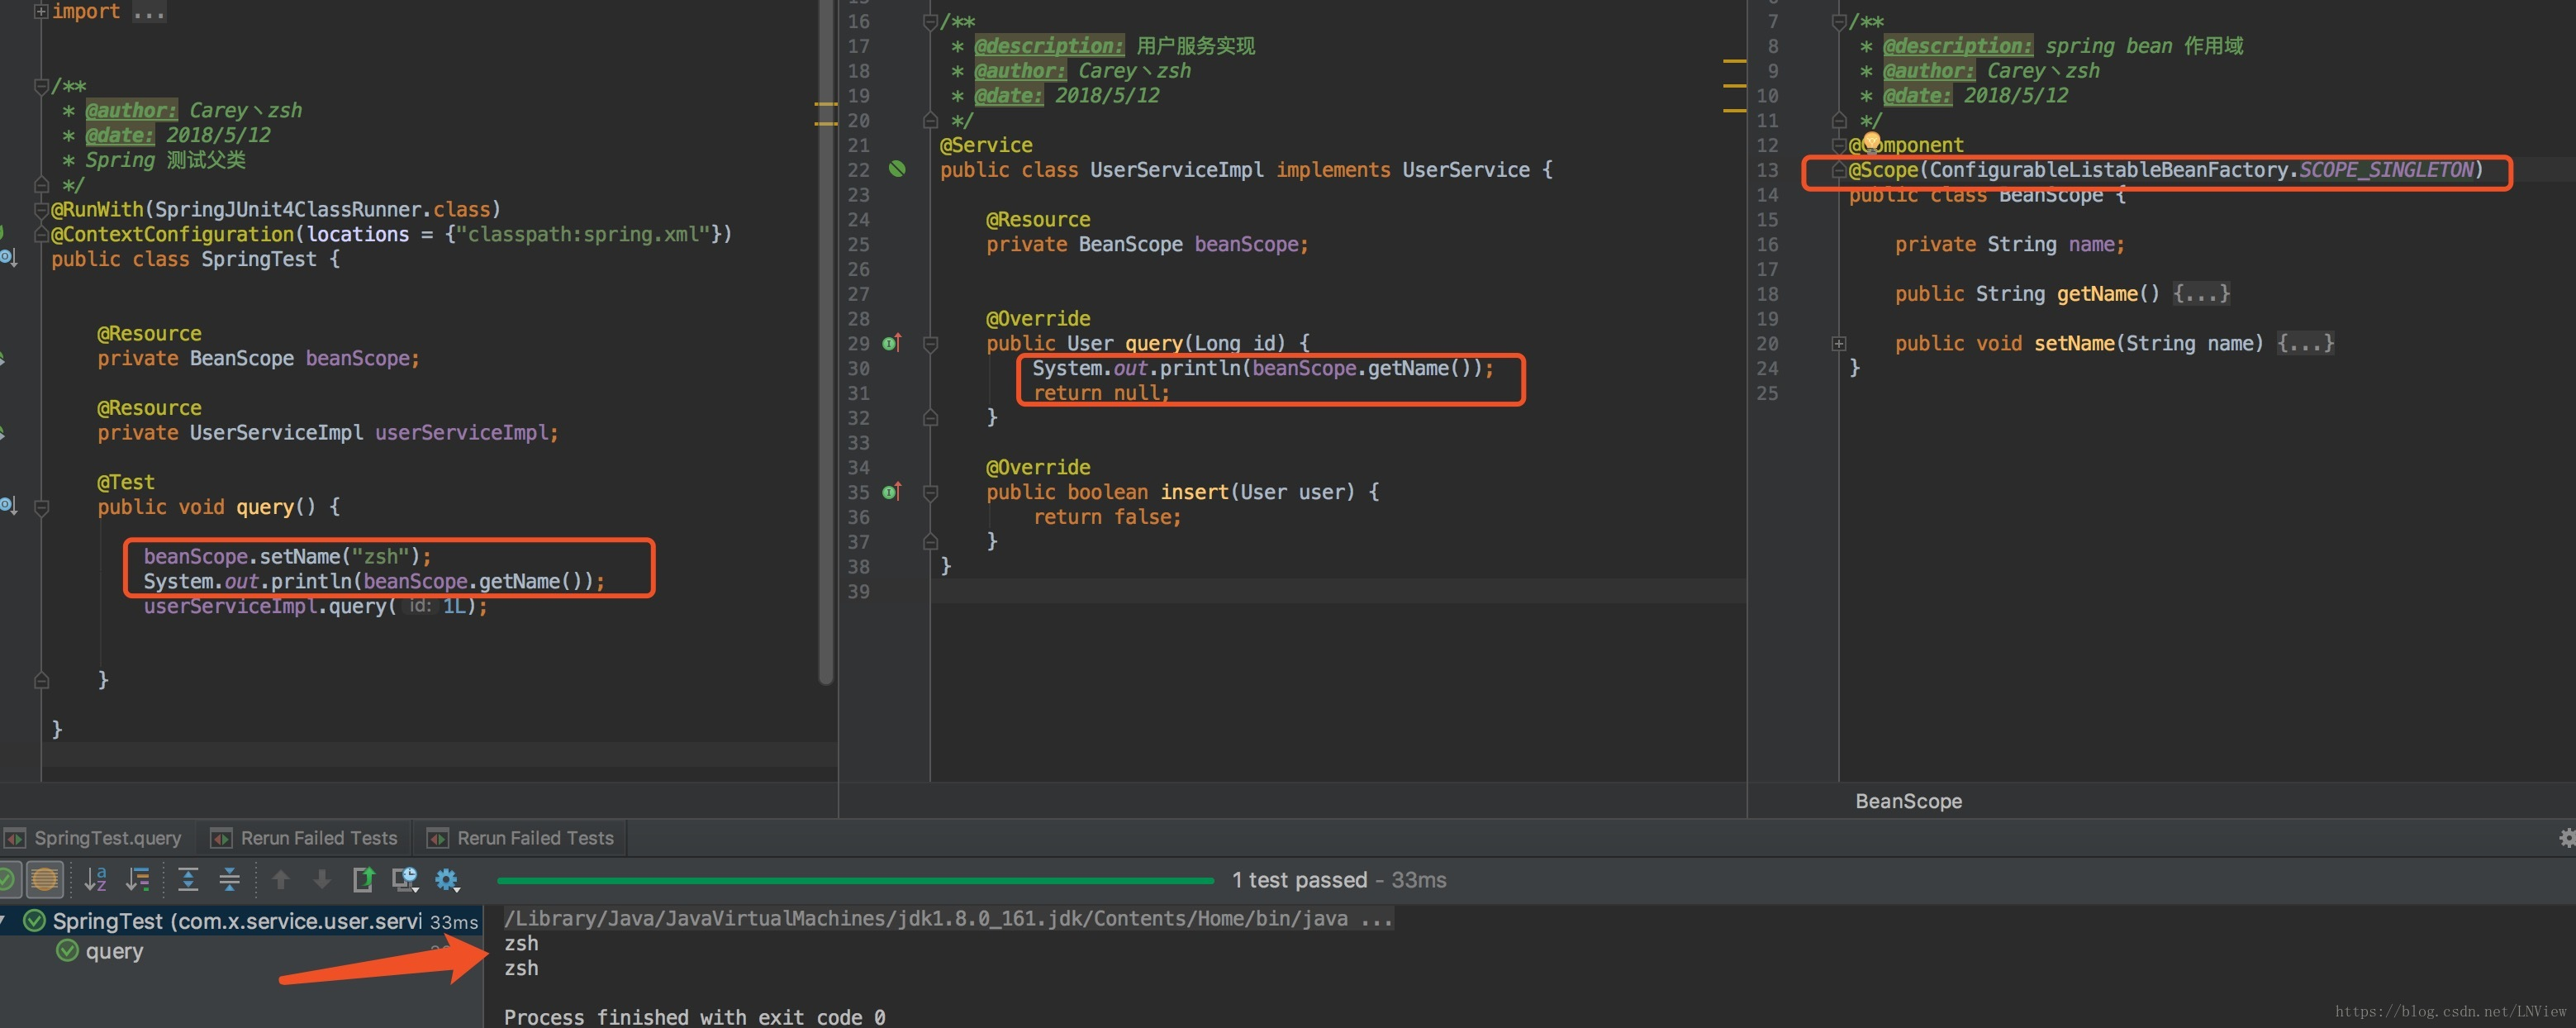 import ...
/**
* @author: Carey丶zsh
* @date: 2018/5/12
* Spring 测试父类
*/
@RunWith(SpringJUnit4ClassRunner.class)
@ContextConfiguration(locations = {"classpath:spring.xml"})
public class SpringTest {
@Resource
private BeanScope beanScope;
@Resource
private UserServiceImpl userServiceImpl;
@Test
public void query() {
beanScope.setName("zsh");
System.out.println(beanScope.getName());
userServiceImpl.query( id: 1L);
}
}
16 /**
17 * @description: 用户服务实现
18 * @author: Carey丶zsh
19 * @date: 2018/5/12
20 */
21 @Service
22 public class UserServiceImpl implements UserService {
23
24 @Resource
25 private BeanScope beanScope;
26
27
28 @Override
29 public User query(Long id) {
30 System.out.println(beanScope.getName());
31 return null;
32 }
33
34 @Override
35 public boolean insert(User user) {
36 return false;
37 }
38 }
39
7 /**
8 * @description: spring bean 作用域
9 * @author: Carey丶zsh
10 * @date: 2018/5/12
11 */
12 @Component
13 @Scope(ConfigurableListableBeanFactory.SCOPE_SINGLETON)
14 public class BeanScope {
15
16 private String name;
17
18 public String getName() {...}
19
20 public void setName(String name) {...}
24 }
25
BeanScope
SpringTest.query Rerun Failed Tests Rerun Failed Tests
1 test passed - 33ms
SpringTest (com.x.service.user.servi 33ms
query
/Library/Java/JavaVirtualMachines/jdk1.8.0_161.jdk/Contents/Home/bin/java ...
zsh
zsh
Process finished with exit code 0
https://blog.csdn.net/LNView